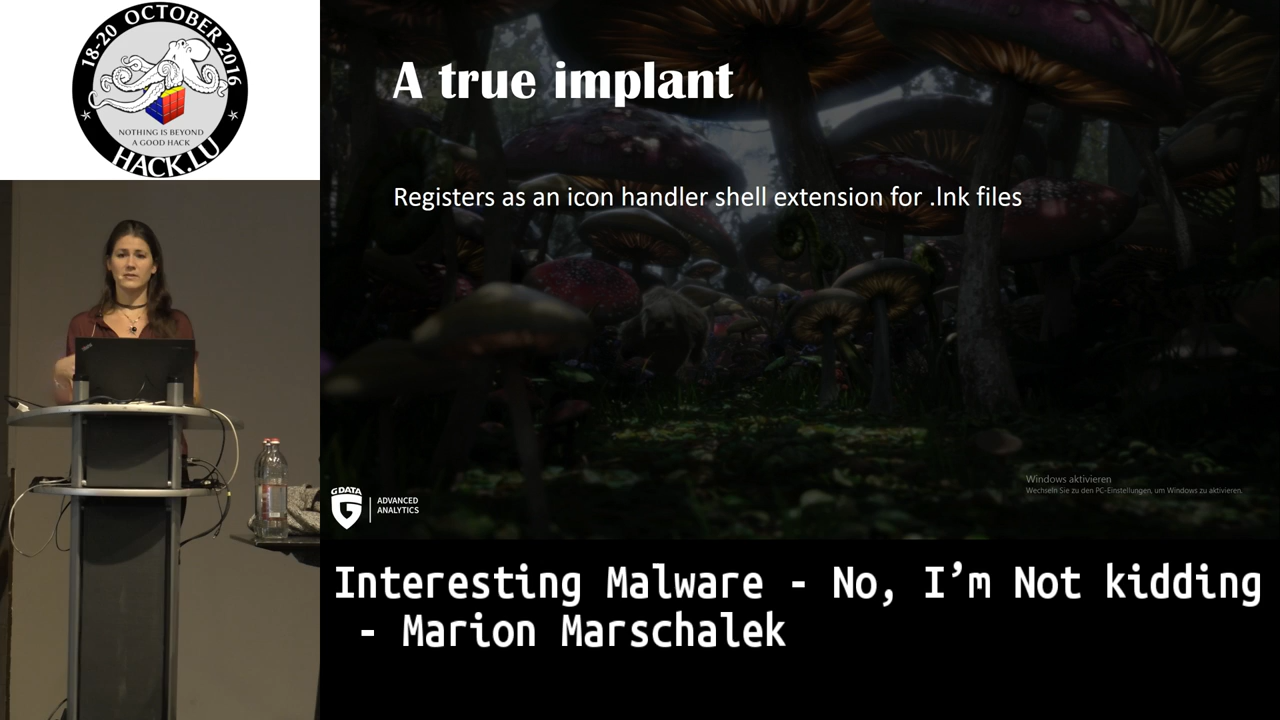 18-20 OCTOBER 2016
NOTHING IS BEYOND
A GOOD HACK
HACK.LU
A true implant
Registers as an icon handler shell extension for .lnk files
Windows aktivieren
Wechseln Sie zu den PC-Einstellungen, um Windows zu aktivieren.
G DATA
ADVANCED
ANALYTICS
Interesting Malware - No, I’m Not kidding
- Marion Marschalek